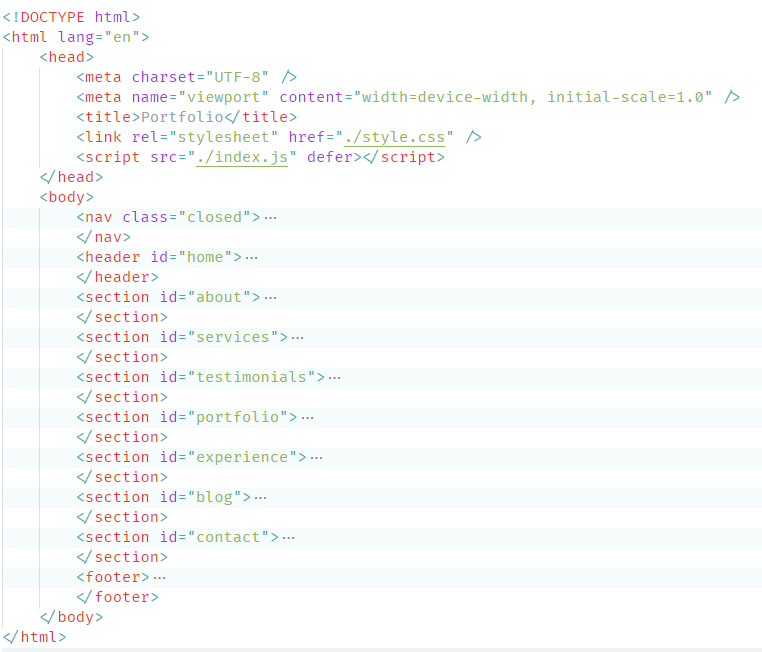 <!DOCTYPE html>
<html lang="en">
<head>
<meta charset="UTF-8" />
<meta name="viewport" content="width=device-width, initial-scale=1.0" />
<title>Portfolio</title>
<link rel="stylesheet" href="./style.css" />
<script src="./index.js" defer></script>
</head>
<body>
<nav class="closed">···
</nav>
<header id="home">···
</header>
<section id="about">···
</section>
<section id="services">···
</section>
<section id="testimonials">···
</section>
<section id="portfolio">···
</section>
<section id="experience">···
</section>
<section id="blog">···
</section>
<section id="contact">···
</section>
<footer>···
</footer>
</body>
</html>